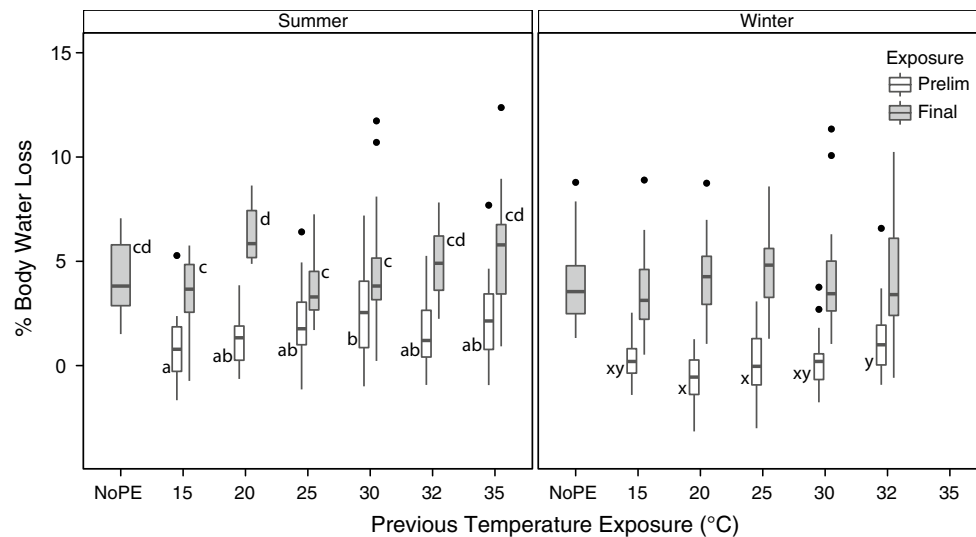 Summer Winter
15
10
5
0
% Body Water Loss
Exposure
Prelim
Final
cd a c ab d ab c b c ab cd ab cd
xy x x xy y
NoPE 15 20 25 30 32 35 NoPE 15 20 25 30 32 35
Previous Temperature Exposure (°C)